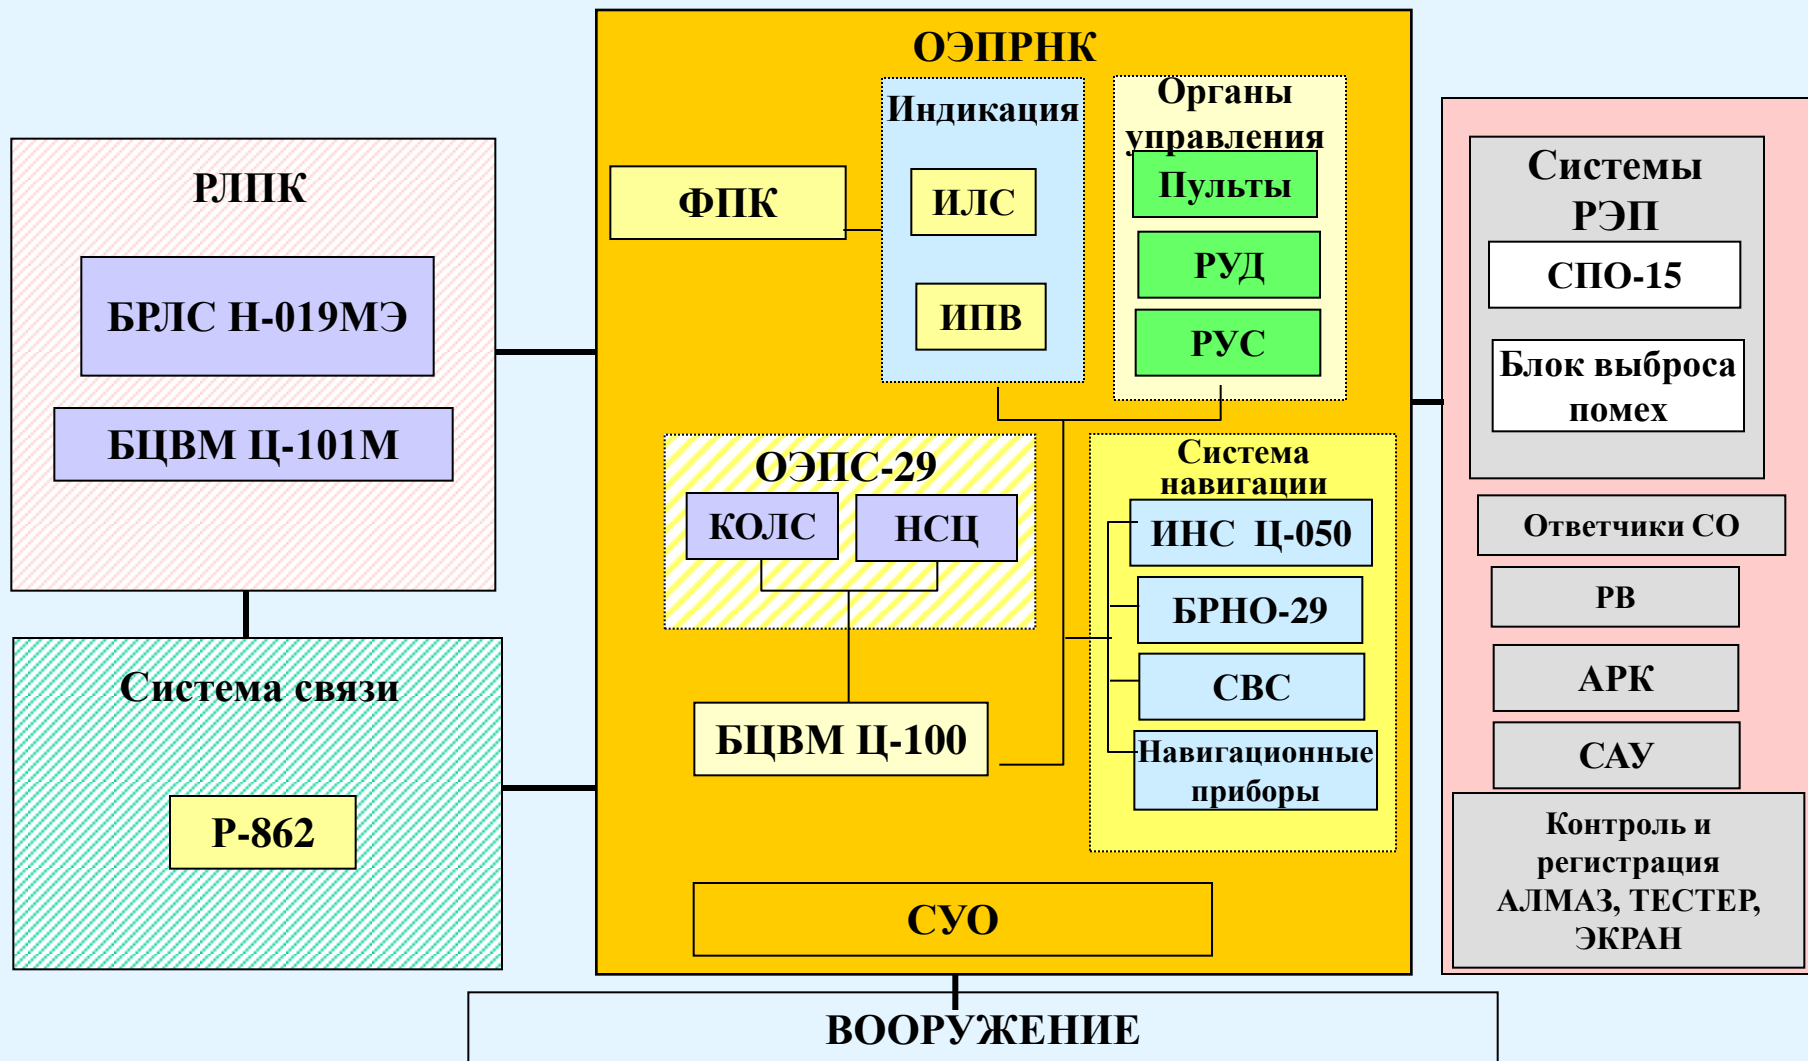 РЛПК
БРЛС Н-019МЭ
БЦВМ Ц-101М
Система связи
Р-862
ОЭПРНК
ФПК
Индикация
ИЛС
ИПВ
Органы
управления
Пульты
РУД
РУС
ОЭПС-29
КОЛС
НСЦ
БЦВМ Ц-100
Система
навигации
ИНС Ц-050
БРНО-29
СВС
Навигационные
приборы
СУО
Системы
РЭП
СПО-15
Блок выброса
помех
Ответчики СО
РВ
АРК
САУ
Контроль и
регистрация
АЛМАЗ, ТЕСТЕР,
ЭКРАН
ВООРУЖЕНИЕ